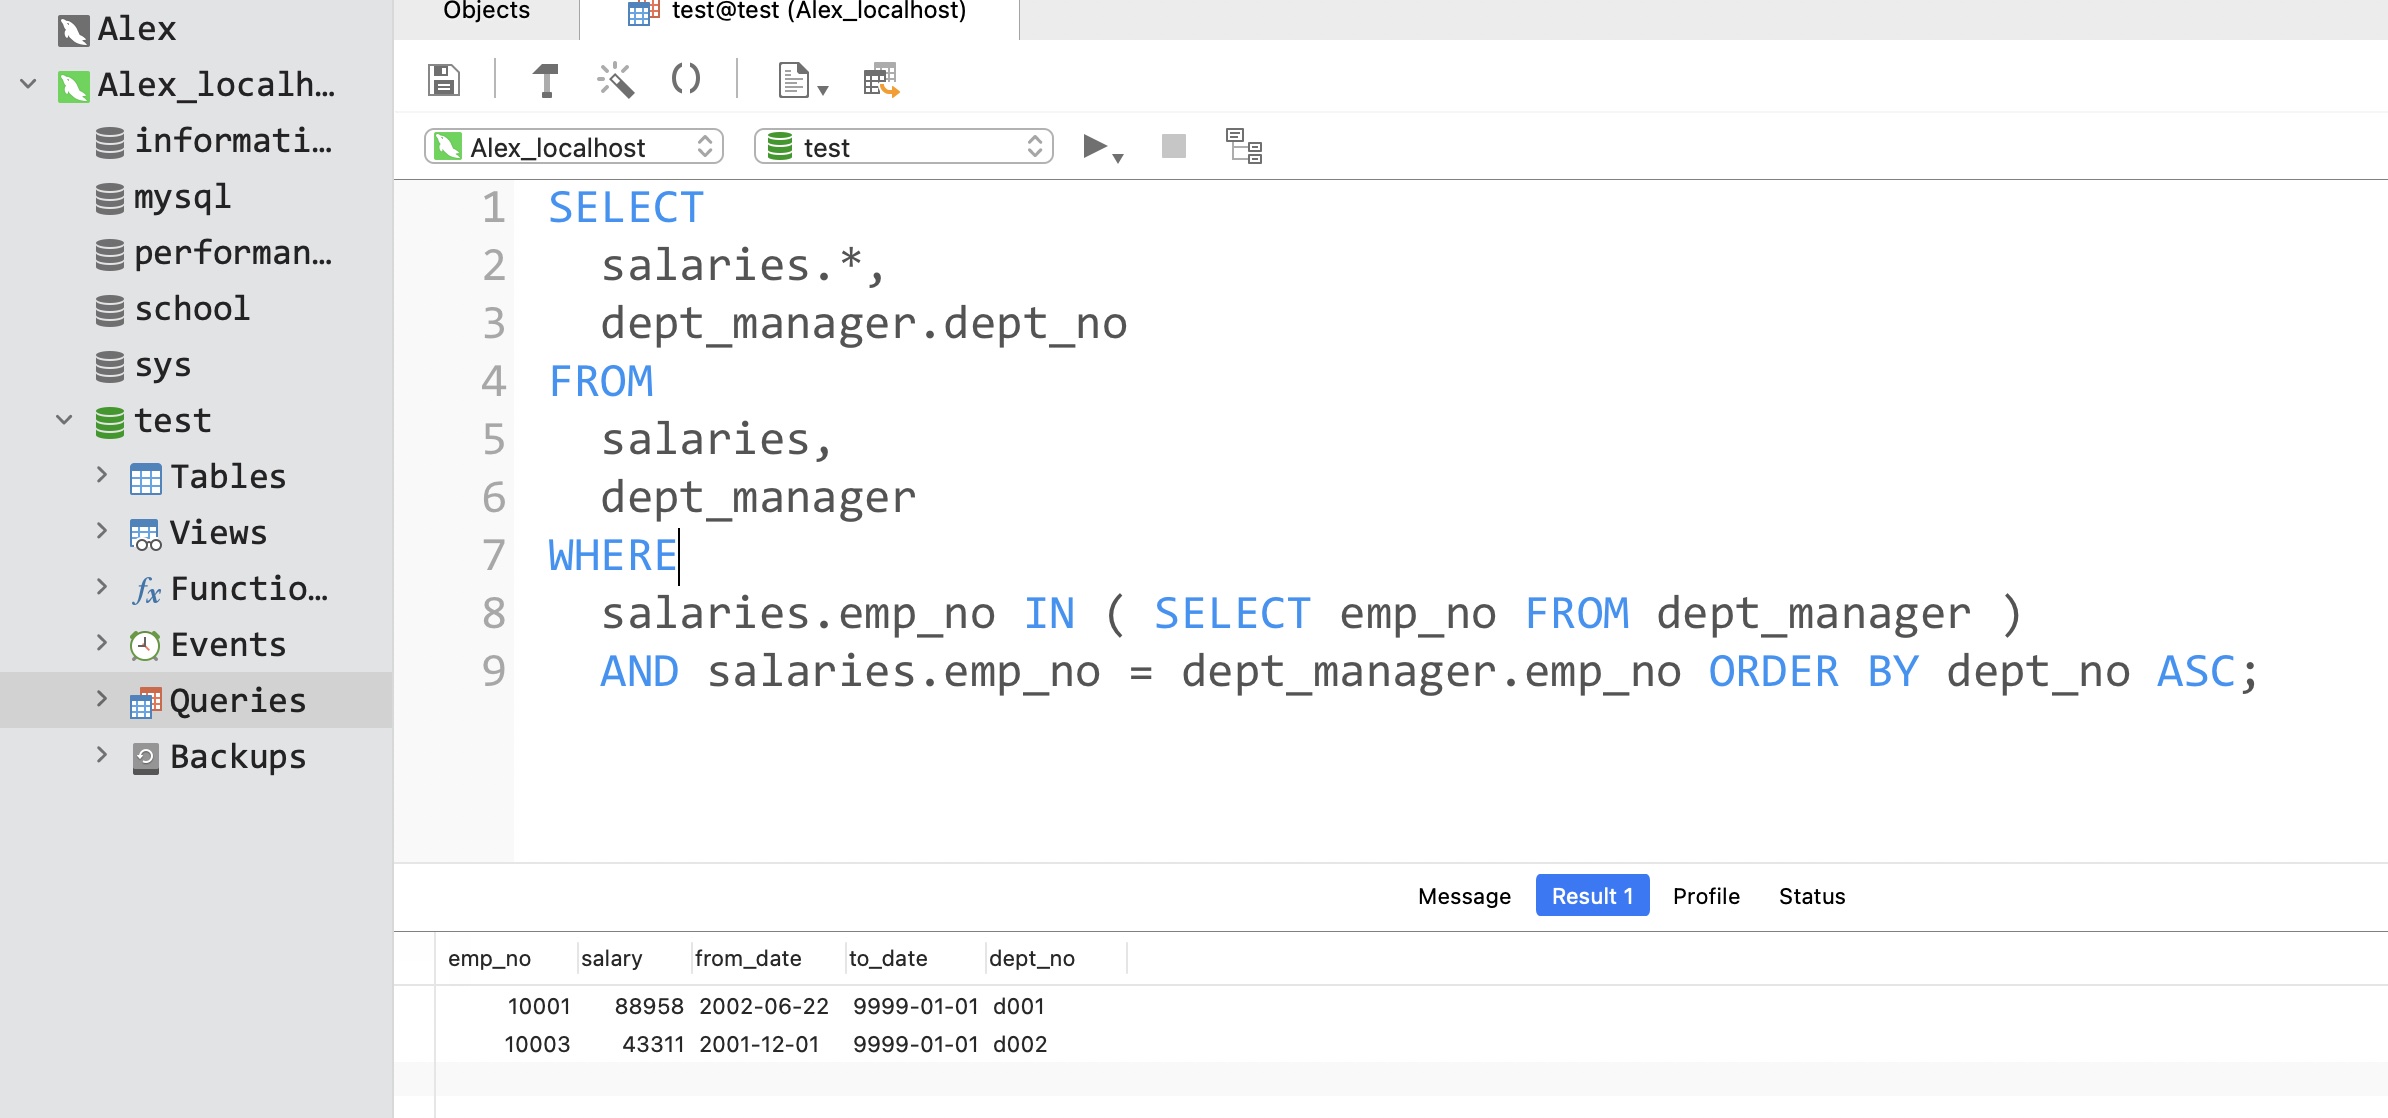 Alex
Alex_localh...
informati...
mysql
performan...
school
sys
test
Tables
Views
fx Functio...
Events
Queries
Backups
Objects
test@test (Alex_localhost)
Alex_localhost
test
1 SELECT
2 salaries.*,
3 dept_manager.dept_no
4 FROM
5 salaries,
6 dept_manager
7 WHERE
8 salaries.emp_no IN ( SELECT emp_no FROM dept_manager )
9 AND salaries.emp_no = dept_manager.emp_no ORDER BY dept_no ASC;
Message Result 1 Profile Status
emp_no salary from_date to_date dept_no
10001 88958 2002-06-22 9999-01-01 d001
10003 43311 2001-12-01 9999-01-01 d002